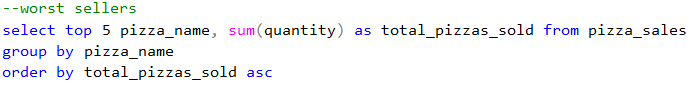 --worst sellers
select top 5 pizza_name, sum(quantity) as total_pizzas_sold from pizza_sales
group by pizza_name
order by total_pizzas_sold asc